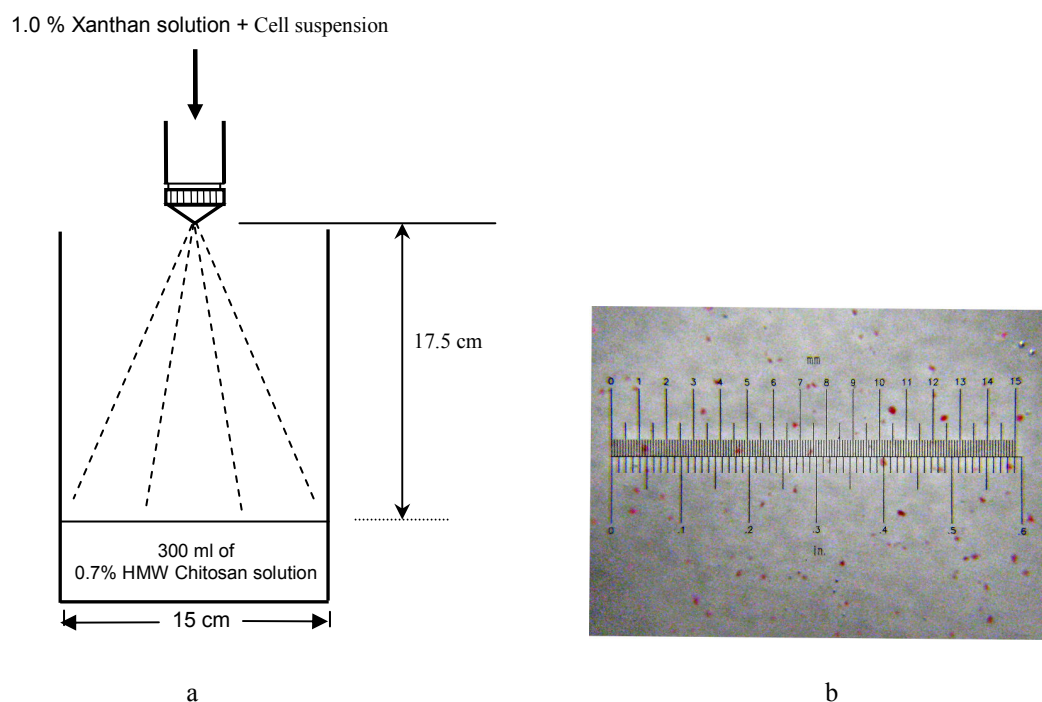 1.0 % Xanthan solution + Cell suspension
17.5 cm
300 ml of
0.7% HMW Chitosan solution
15 cm
a
mm
0 1 2 3 4 5 6 7 8 9 10 11 12 13 14 15
0 .1 .2 .3 .4 .5 .6
in.
b